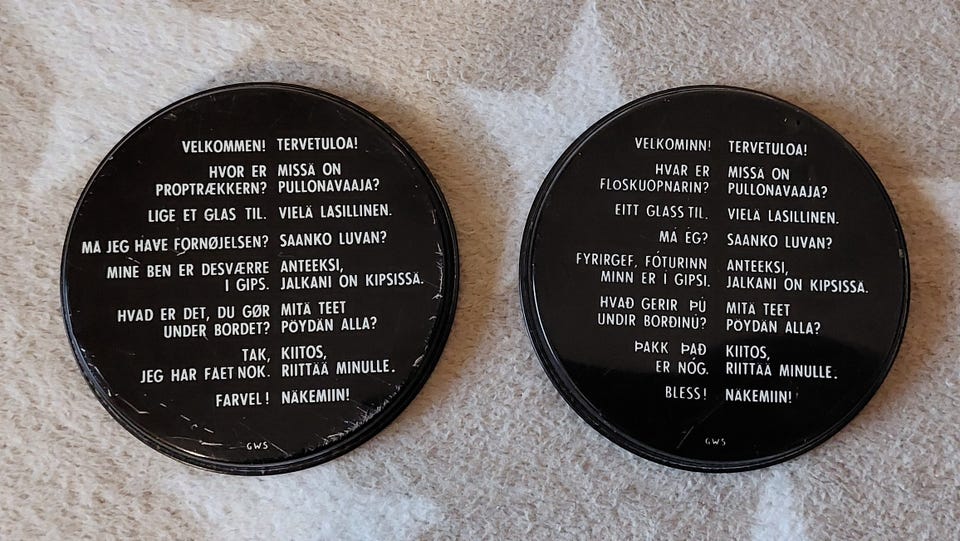 VELKOMMEN! TERVETULOA!
HVOR ER MISSÄ ON
PROPTRÆKKERN? PULLONAVAAJA?
LIGE ET GLAS TIL. VIELÄ LASILLINEN.
MA JEG HAVE FORNØJELSEN? SAANKO LUVAN?
MINE BEN ER DESVÆRRE ANTEEKSI,
I GIPS. JALKANI ON KIPSISSÄ.
HVAD ER DET, DU GØR MITÄ TEET
UNDER BORDET? PÖYDÄN ALLA?
TAK, KIITOS,
JEG HAR FAET NOK. RIITTÄÄ MINULLE.
FARVEL! NÄKEMIIN!
GWS
VELKOMINN! TERVETULOA!
HVAR ER MISSÄ ON
FLOSKUOPNARIN? PULLONAVAAJA?
EITT GLASS TIL. VIELÄ LASILLINEN.
MÁ ÉG? SAANKO LUVAN?
FYRIRGEF, FÓTURINN ANTEEKSI,
MINN ER Í GIPSI. JALKANI ON KIPSISSÄ.
HVAÐ GERIR ÞÚ MITÄ TEET
UNDIR BORÐINÚ? PÖYDÄN ALLA?
ÞAKK ÞAÐ KIITOS,
ER NÓG. RIITTÄÄ MINULLE.
BLESS! NÄKEMIIN!
GWS